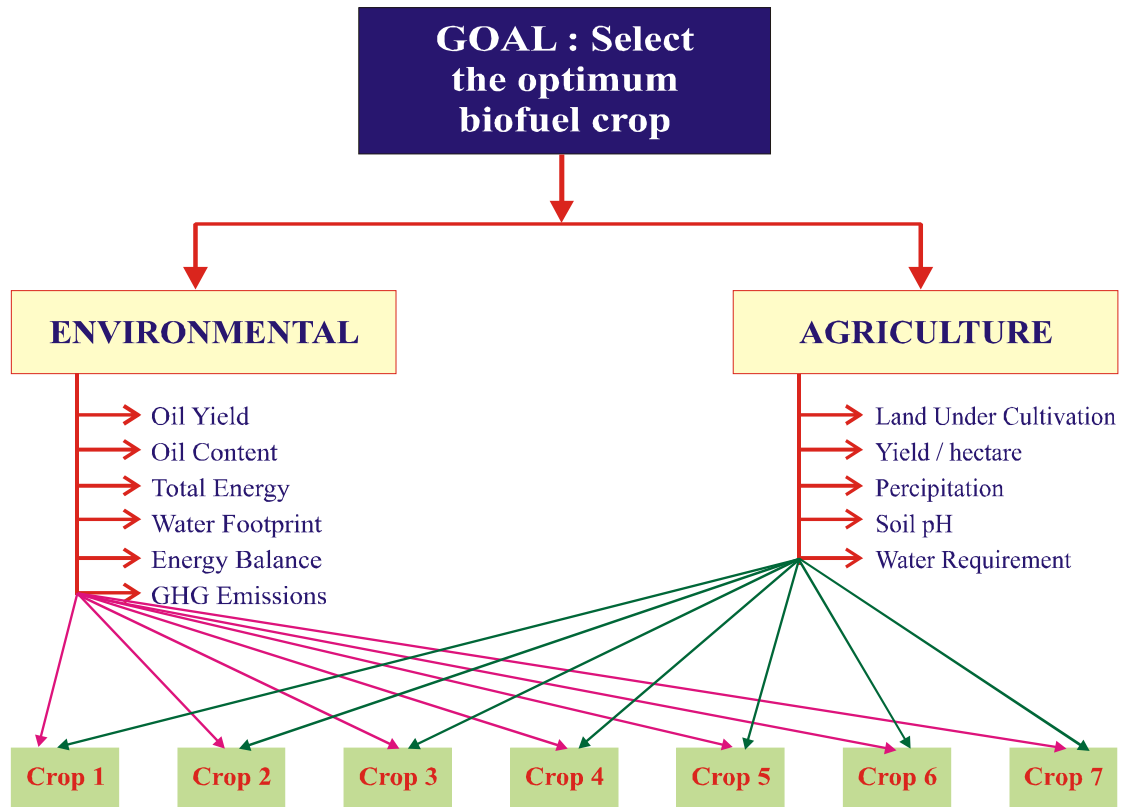 GOAL : Select
the optimum
biofuel crop
ENVIRONMENTAL
Oil Yield
Oil Content
Total Energy
Water Footprint
Energy Balance
GHG Emissions
AGRICULTURE
Land Under Cultivation
Yield / hectare
Percipitation
Soil pH
Water Requirement
Crop 1
Crop 2
Crop 3
Crop 4
Crop 5
Crop 6
Crop 7